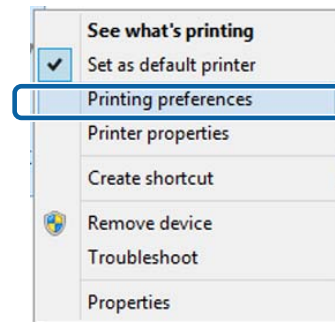 See what's printing
Set as default printer
Printing preferences
Printer properties
Create shortcut
Remove device
Troubleshoot
Properties